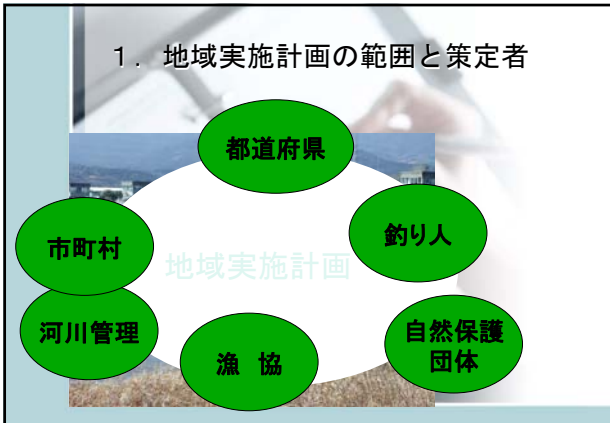 １．地域実施計画の範囲と策定者
都道府県
釣り人
市町村
地域実施計画
河川管理
漁　協
自然保護
団体